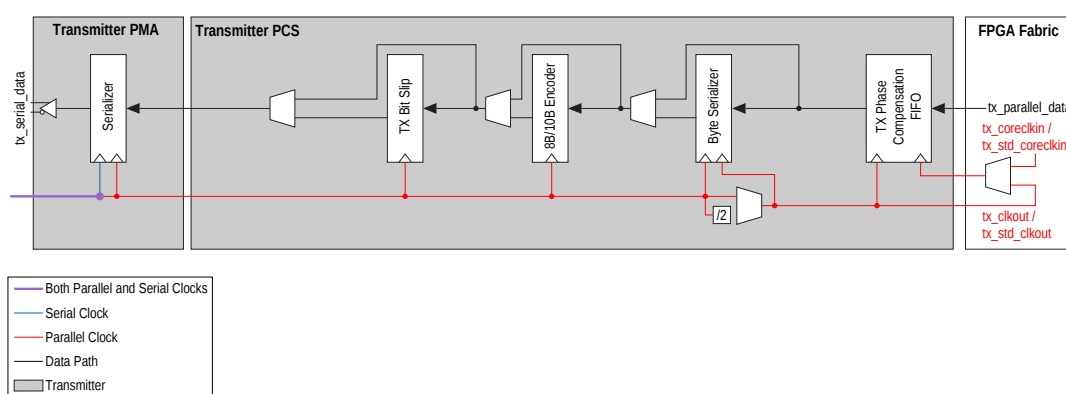 Transmitter PMA
Transmitter PCS
FPGA Fabric
tx_serial_data
Serializer
TX Bit Slip
8B/10B Encoder
Byte Serializer
TX Phase
Compensation
FIFO
tx_parallel_data
tx_coreclkin /
tx_std_coreclkin
/2
tx_clkout /
tx_std_clkout
Both Parallel and Serial Clocks
Serial Clock
Parallel Clock
Data Path
Transmitter